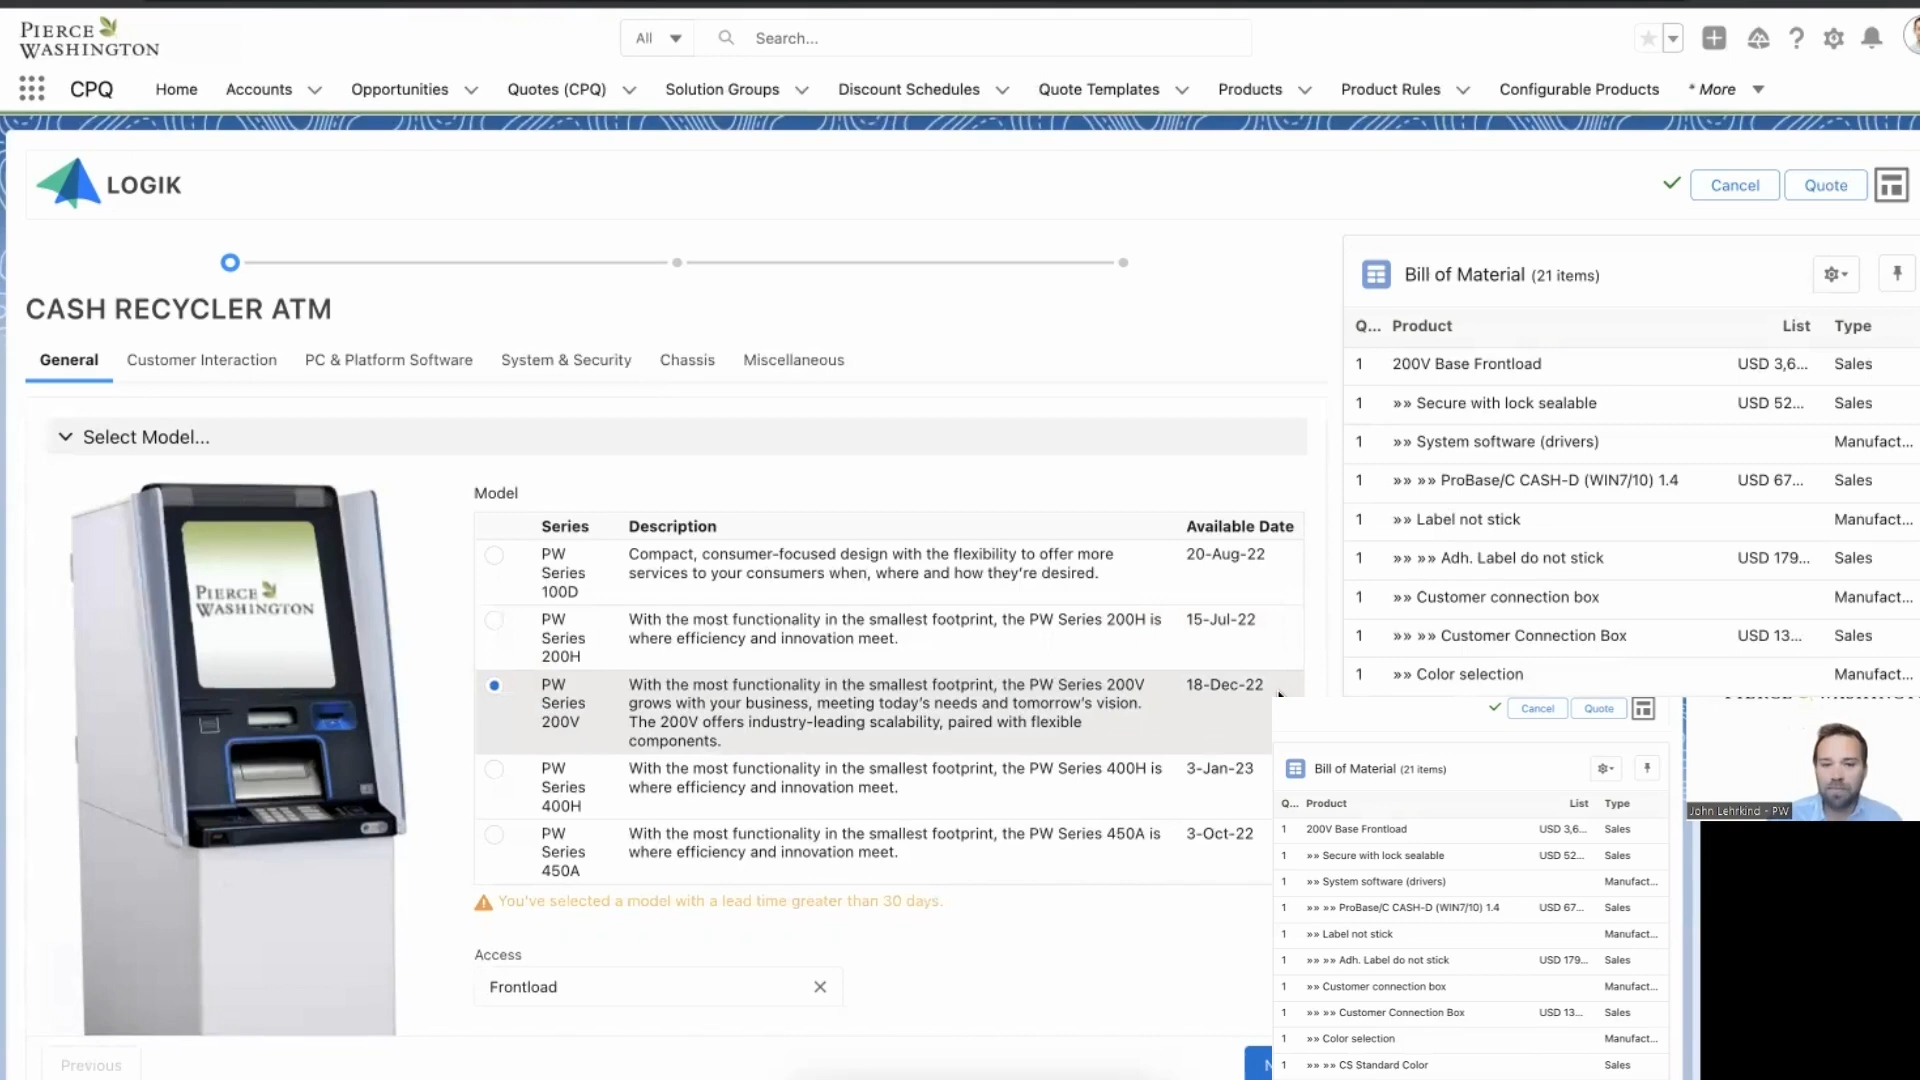 PIERCE
WASHINGTON
All
Search...
CPQ
Home
Accounts
Opportunities
Quotes (CPQ)
Solution Groups
Discount Schedules
Quote Templates
Products
Product Rules
Configurable Products
* More
LOGIK
Cancel
Quote
CASH RECYCLER ATM
General
Customer Interaction
PC & Platform Software
System & Security
Chassis
Miscellaneous
Select Model...
PIERCE
WASHINGTON
Model
Series Description Available Date
PW Series 100D
Compact, consumer-focused design with the flexibility to offer more
services to your consumers when, where and how they're desired.
20-Aug-22
PW Series 200H
With the most functionality in the smallest footprint, the PW Series 200H is
where efficiency and innovation meet.
15-Jul-22
PW Series 200V
With the most functionality in the smallest footprint, the PW Series 200V
grows with your business, meeting today's needs and tomorrow's vision.
The 200V offers industry-leading scalability, paired with flexible
components.
18-Dec-22
PW Series 400H
With the most functionality in the smallest footprint, the PW Series 400H is
where efficiency and innovation meet.
3-Jan-23
PW Series 450A
With the most functionality in the smallest footprint, the PW Series 450A is
where efficiency and innovation meet.
3-Oct-22
You've selected a model with a lead time greater than 30 days.
Access
Frontload
Previous
Bill of Material (21 items)
Q... Product List Type
1 200V Base Frontload USD 3,6... Sales
1 »» Secure with lock sealable USD 52... Sales
1 »» System software (drivers) Manufact...
1 »» »» ProBase/C CASH-D (WIN7/10) 1.4 USD 67... Sales
1 »» Label not stick Manufact...
1 »» »» Adh. Label do not stick USD 179... Sales
1 »» Customer connection box Manufact...
1 »» »» Customer Connection Box USD 13... Sales
1 »» Color selection Manufact...
Cancel
Quote
Bill of Material (21 items)
Q... Product List Type
1 200V Base Frontload USD 3,6... Sales
1 »» Secure with lock sealable USD 52... Sales
1 »» System software (drivers) Manufact...
1 »» »» ProBase/C CASH-D (WIN7/10) 1.4 USD 67... Sales
1 »» Label not stick Manufact...
1 »» »» Adh. Label do not stick USD 179... Sales
1 »» Customer connection box Manufact...
1 »» »» Customer Connection Box USD 13... Sales
1 »» Color selection Manufact...
1 »» »» CS Standard Color Sales
John Lehrkind - PW